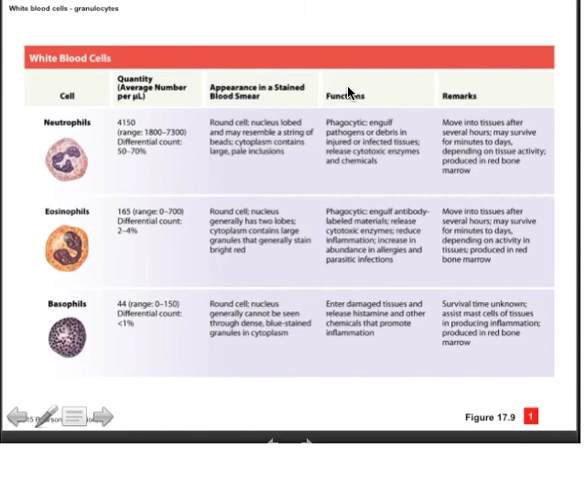 White blood cells - granulocytes
White Blood Cells
Cell
Quantity
(Average Number
per µL)
Appearance in a Stained
Blood Smear
Functions
Remarks
Neutrophils
4150
(range: 1800–7300)
Differential count:
50–70%
Round cell; nucleus lobed
and may resemble a string of
beads; cytoplasm contains
large, pale inclusions
Phagocytic: engulf
pathogens or debris in
injured or infected tissues;
release cytotoxic enzymes
and chemicals
Move into tissues after
several hours; may survive
for minutes to days,
depending on tissue activity;
produced in red bone
marrow
Eosinophils
165 (range: 0–700)
Differential count:
2–4%
Round cell; nucleus
generally has two lobes;
cytoplasm contains large
granules that generally stain
bright red
Phagocytic: engulf antibody-
labeled materials; release
cytotoxic enzymes; reduce
inflammation; increase in
abundance in allergies and
parasitic infections
Move into tissues after
several hours; may survive
for minutes to days,
depending on activity in
tissues; produced in red
bone marrow
Basophils
44 (range: 0–150)
Differential count:
<1%
Round cell; nucleus
generally cannot be seen
through dense, blue-stained
granules in cytoplasm
Enter damaged tissues and
release histamine and other
chemicals that promote
inflammation
Survival time unknown;
assist mast cells of tissues
in producing inflammation;
produced in red bone
marrow
Figure 17.9 1